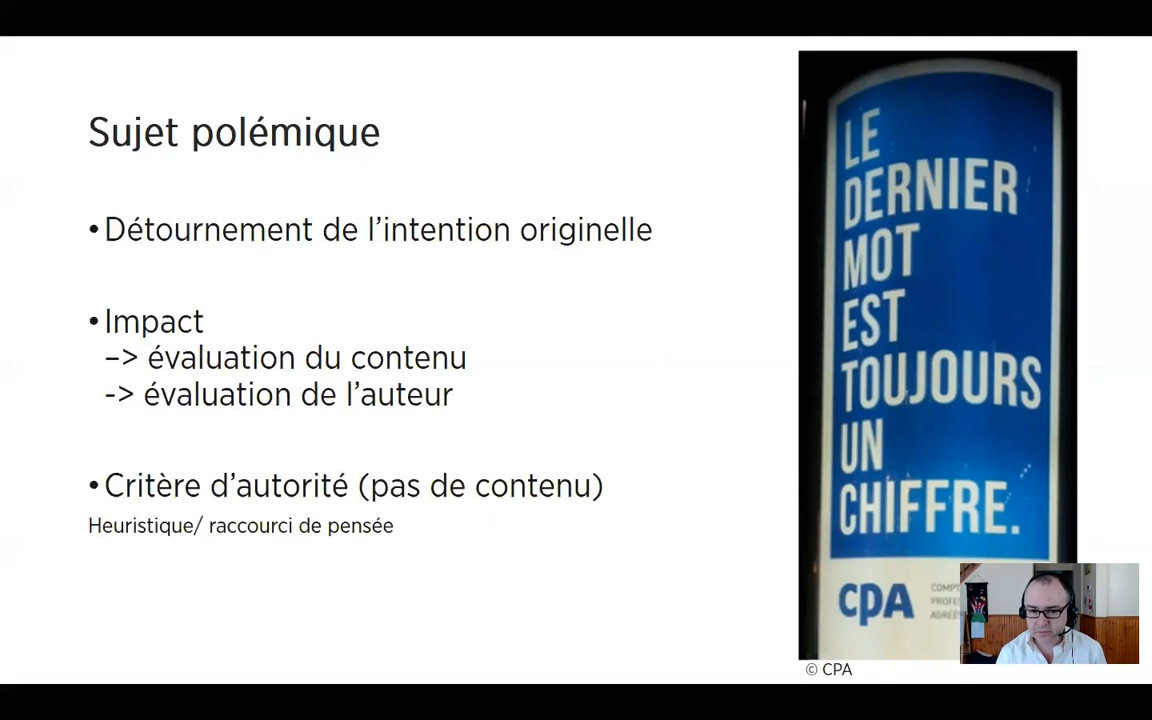 Sujet polémique
•Détournement de l'intention originelle
•Impact
–> évaluation du contenu
-> évaluation de l'auteur
•Critère d'autorité (pas de contenu)
Heuristique/ raccourci de pensée
LE
DERNIER
MOT
EST
TOUJOURS
UN
CHIFFRE.
CPA
© CPA